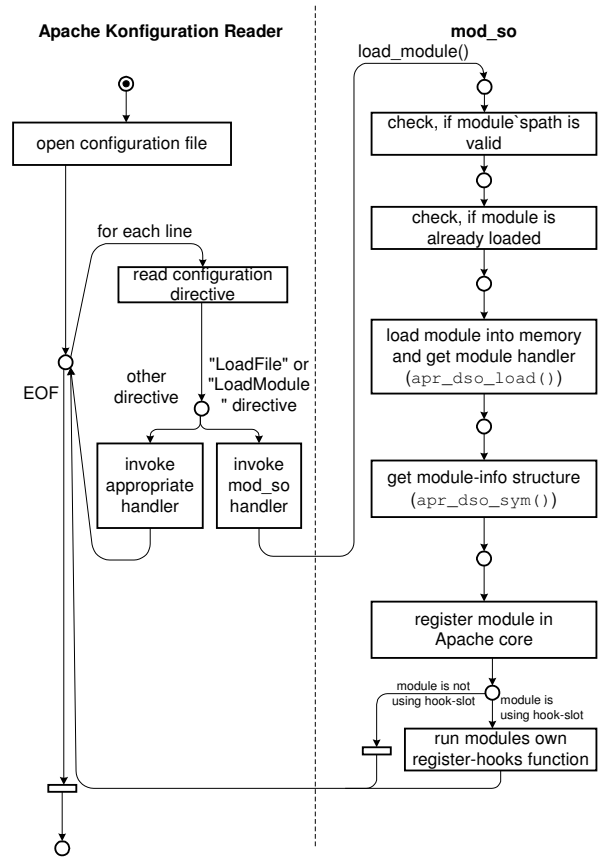 Apache Konfiguration Reader
mod_so
load_module()
open configuration file
check, if module`spath is
valid
check, if module is
already loaded
for each line
read configuration
directive
load module into memory
and get module handler
(apr_dso_load())
EOF
other
directive
"LoadFile" or
"LoadModule
" directive
invoke
appropriate
handler
invoke
mod_so
handler
get module-info structure
(apr_dso_sym())
register module in
Apache core
module is not
using hook-slot
module is
using hook-slot
run modules own
register-hooks function